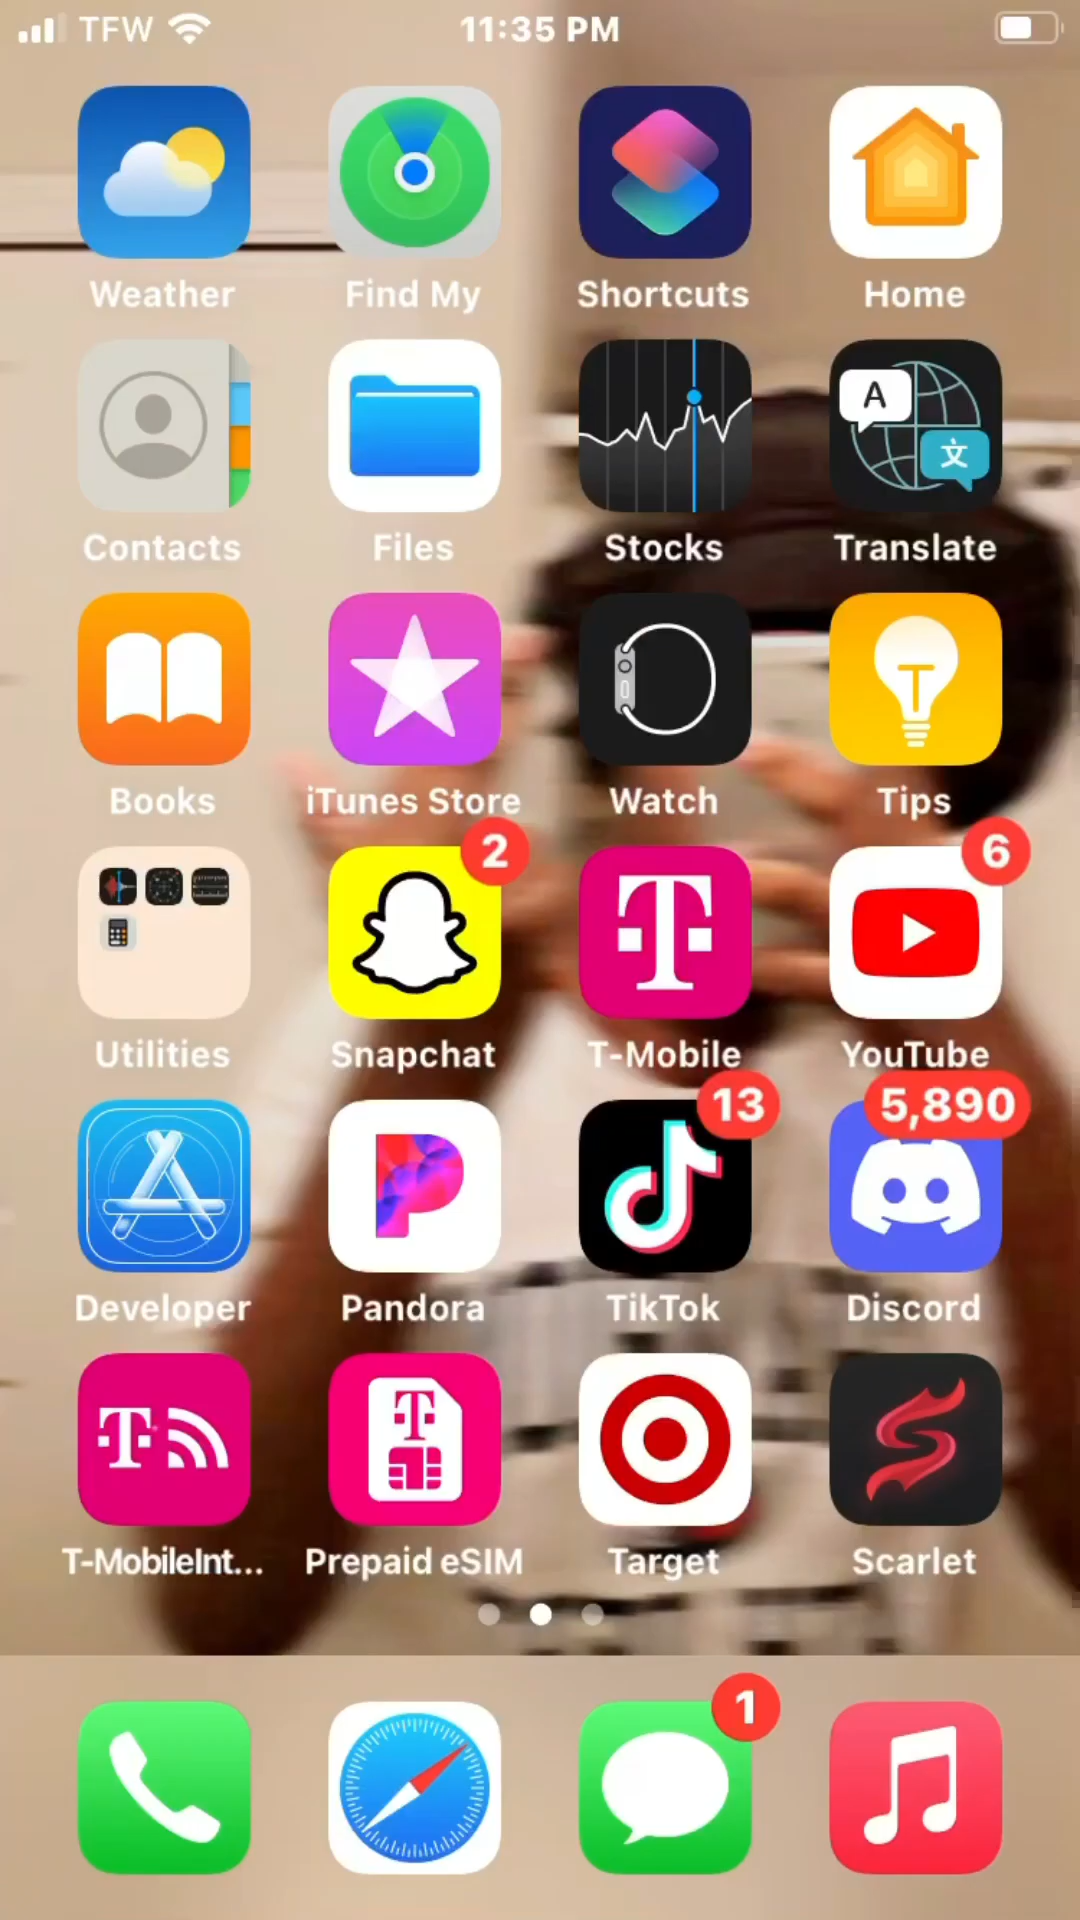 TFW 11:35 PM
Weather Find My Shortcuts Home
A 文
Contacts Files Stocks Translate
Books iTunes Store Watch Tips
2 6
T
Utilities Snapchat T-Mobile YouTube
13 5,890
Developer Pandora TikTok Discord
T T
T-MobileInt... Prepaid eSIM Target Scarlet
1